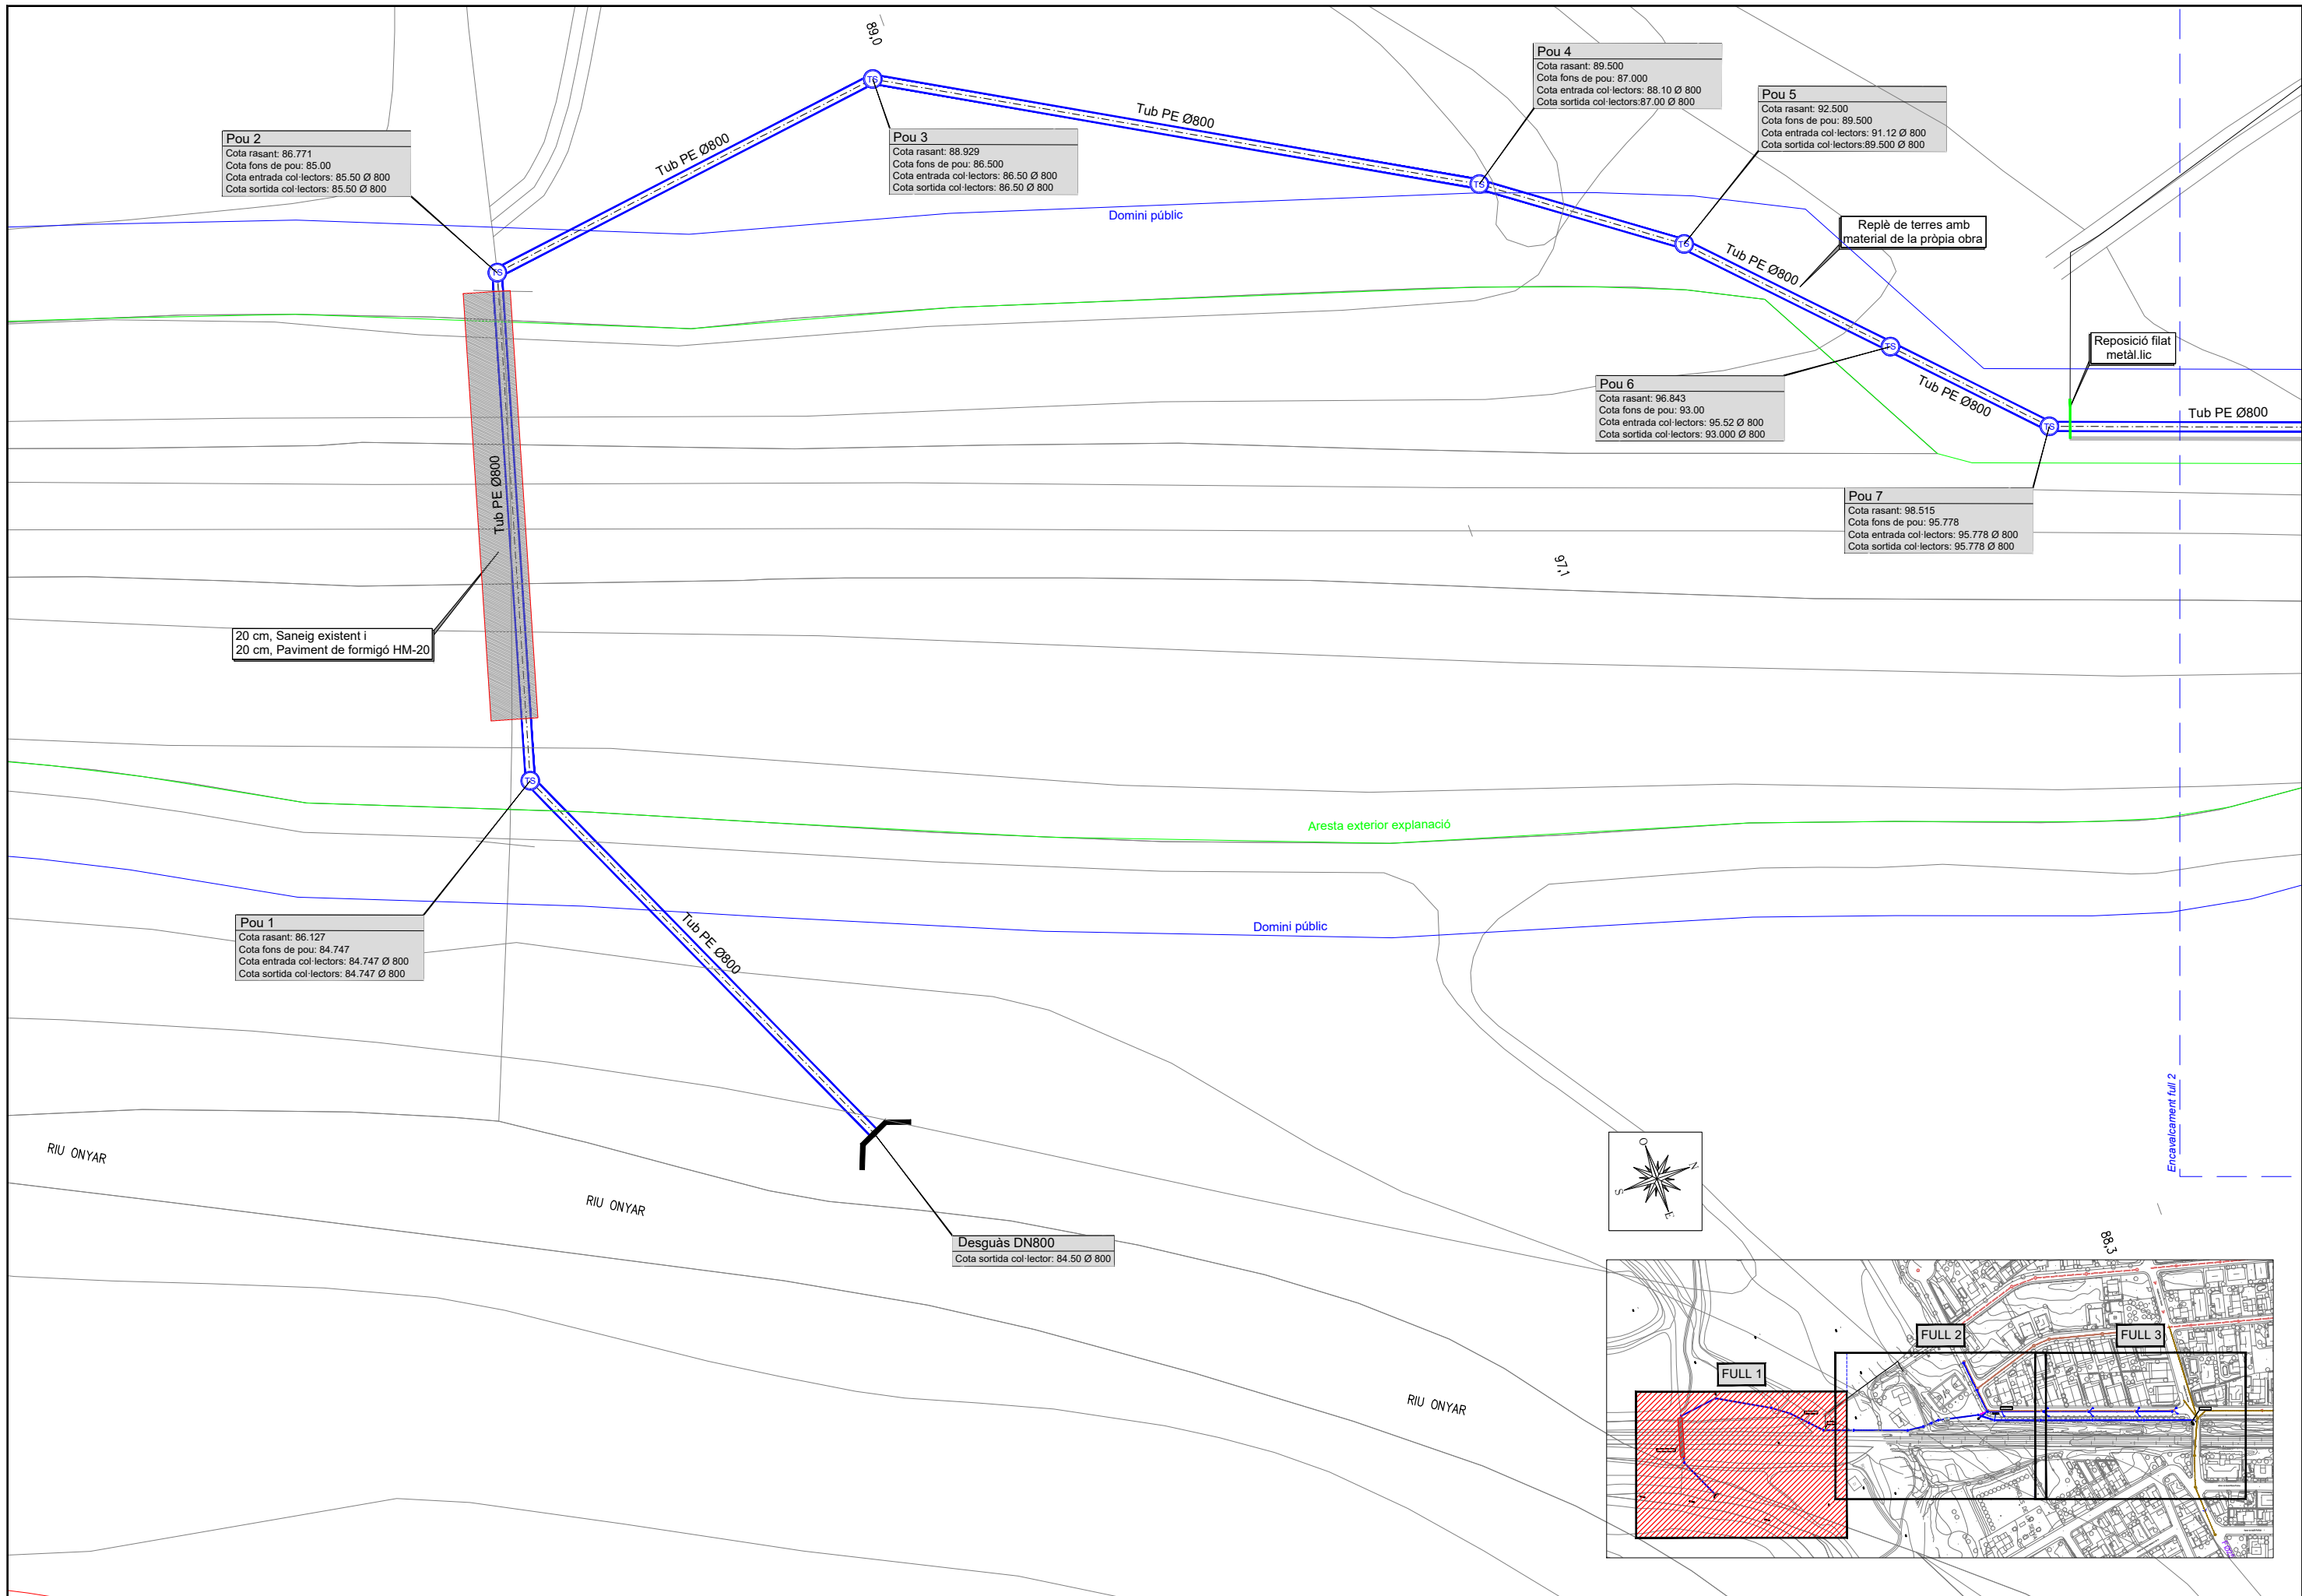 89,0
Pou 4
Cota rasant: 89.500
Cota fons de pou: 87.000
Cota entrada col·lectors: 88.10 Ø 800
Cota sortida col·lectors:87.00 Ø 800
Pou 5
Cota rasant: 92.500
Cota fons de pou: 89.500
Cota entrada col·lectors: 91.12 Ø 800
Cota sortida col·lectors:89.500 Ø 800
Pou 2
Cota rasant: 86.771
Cota fons de pou: 85.00
Cota entrada col·lectors: 85.50 Ø 800
Cota sortida col·lectors: 85.50 Ø 800
Pou 3
Cota rasant: 88.929
Cota fons de pou: 86.500
Cota entrada col·lectors: 86.50 Ø 800
Cota sortida col·lectors: 86.50 Ø 800
TS
Tub PE Ø800
Tub PE Ø800
TS
Domini públic
TS
TS
Tub PE Ø800
Replè de terres amb
material de la pròpia obra
TS
Reposició filat
metàl.lic
Pou 6
Cota rasant: 96.843
Cota fons de pou: 93.00
Cota entrada col·lectors: 95.52 Ø 800
Cota sortida col·lectors: 93.000 Ø 800
Tub PE Ø800
TS
Tub PE Ø800
Pou 7
Cota rasant: 98.515
Cota fons de pou: 95.778
Cota entrada col·lectors: 95.778 Ø 800
Cota sortida col·lectors: 95.778 Ø 800
Tub PE Ø800
97,1
20 cm, Saneig existent i
20 cm, Paviment de formigó HM-20
TS
Aresta exterior explanació
Pou 1
Cota rasant: 86.127
Cota fons de pou: 84.747
Cota entrada col·lectors: 84.747 Ø 800
Cota sortida col·lectors: 84.747 Ø 800
Tub PE Ø800
Domini públic
Encavalcament full 2
RIU ONYAR
RIU ONYAR
O
N
S
E
Desguàs DN800
Cota sortida col·lector: 84.50 Ø 800
88,3
FULL 1
FULL 2
FULL 3
RIU ONYAR